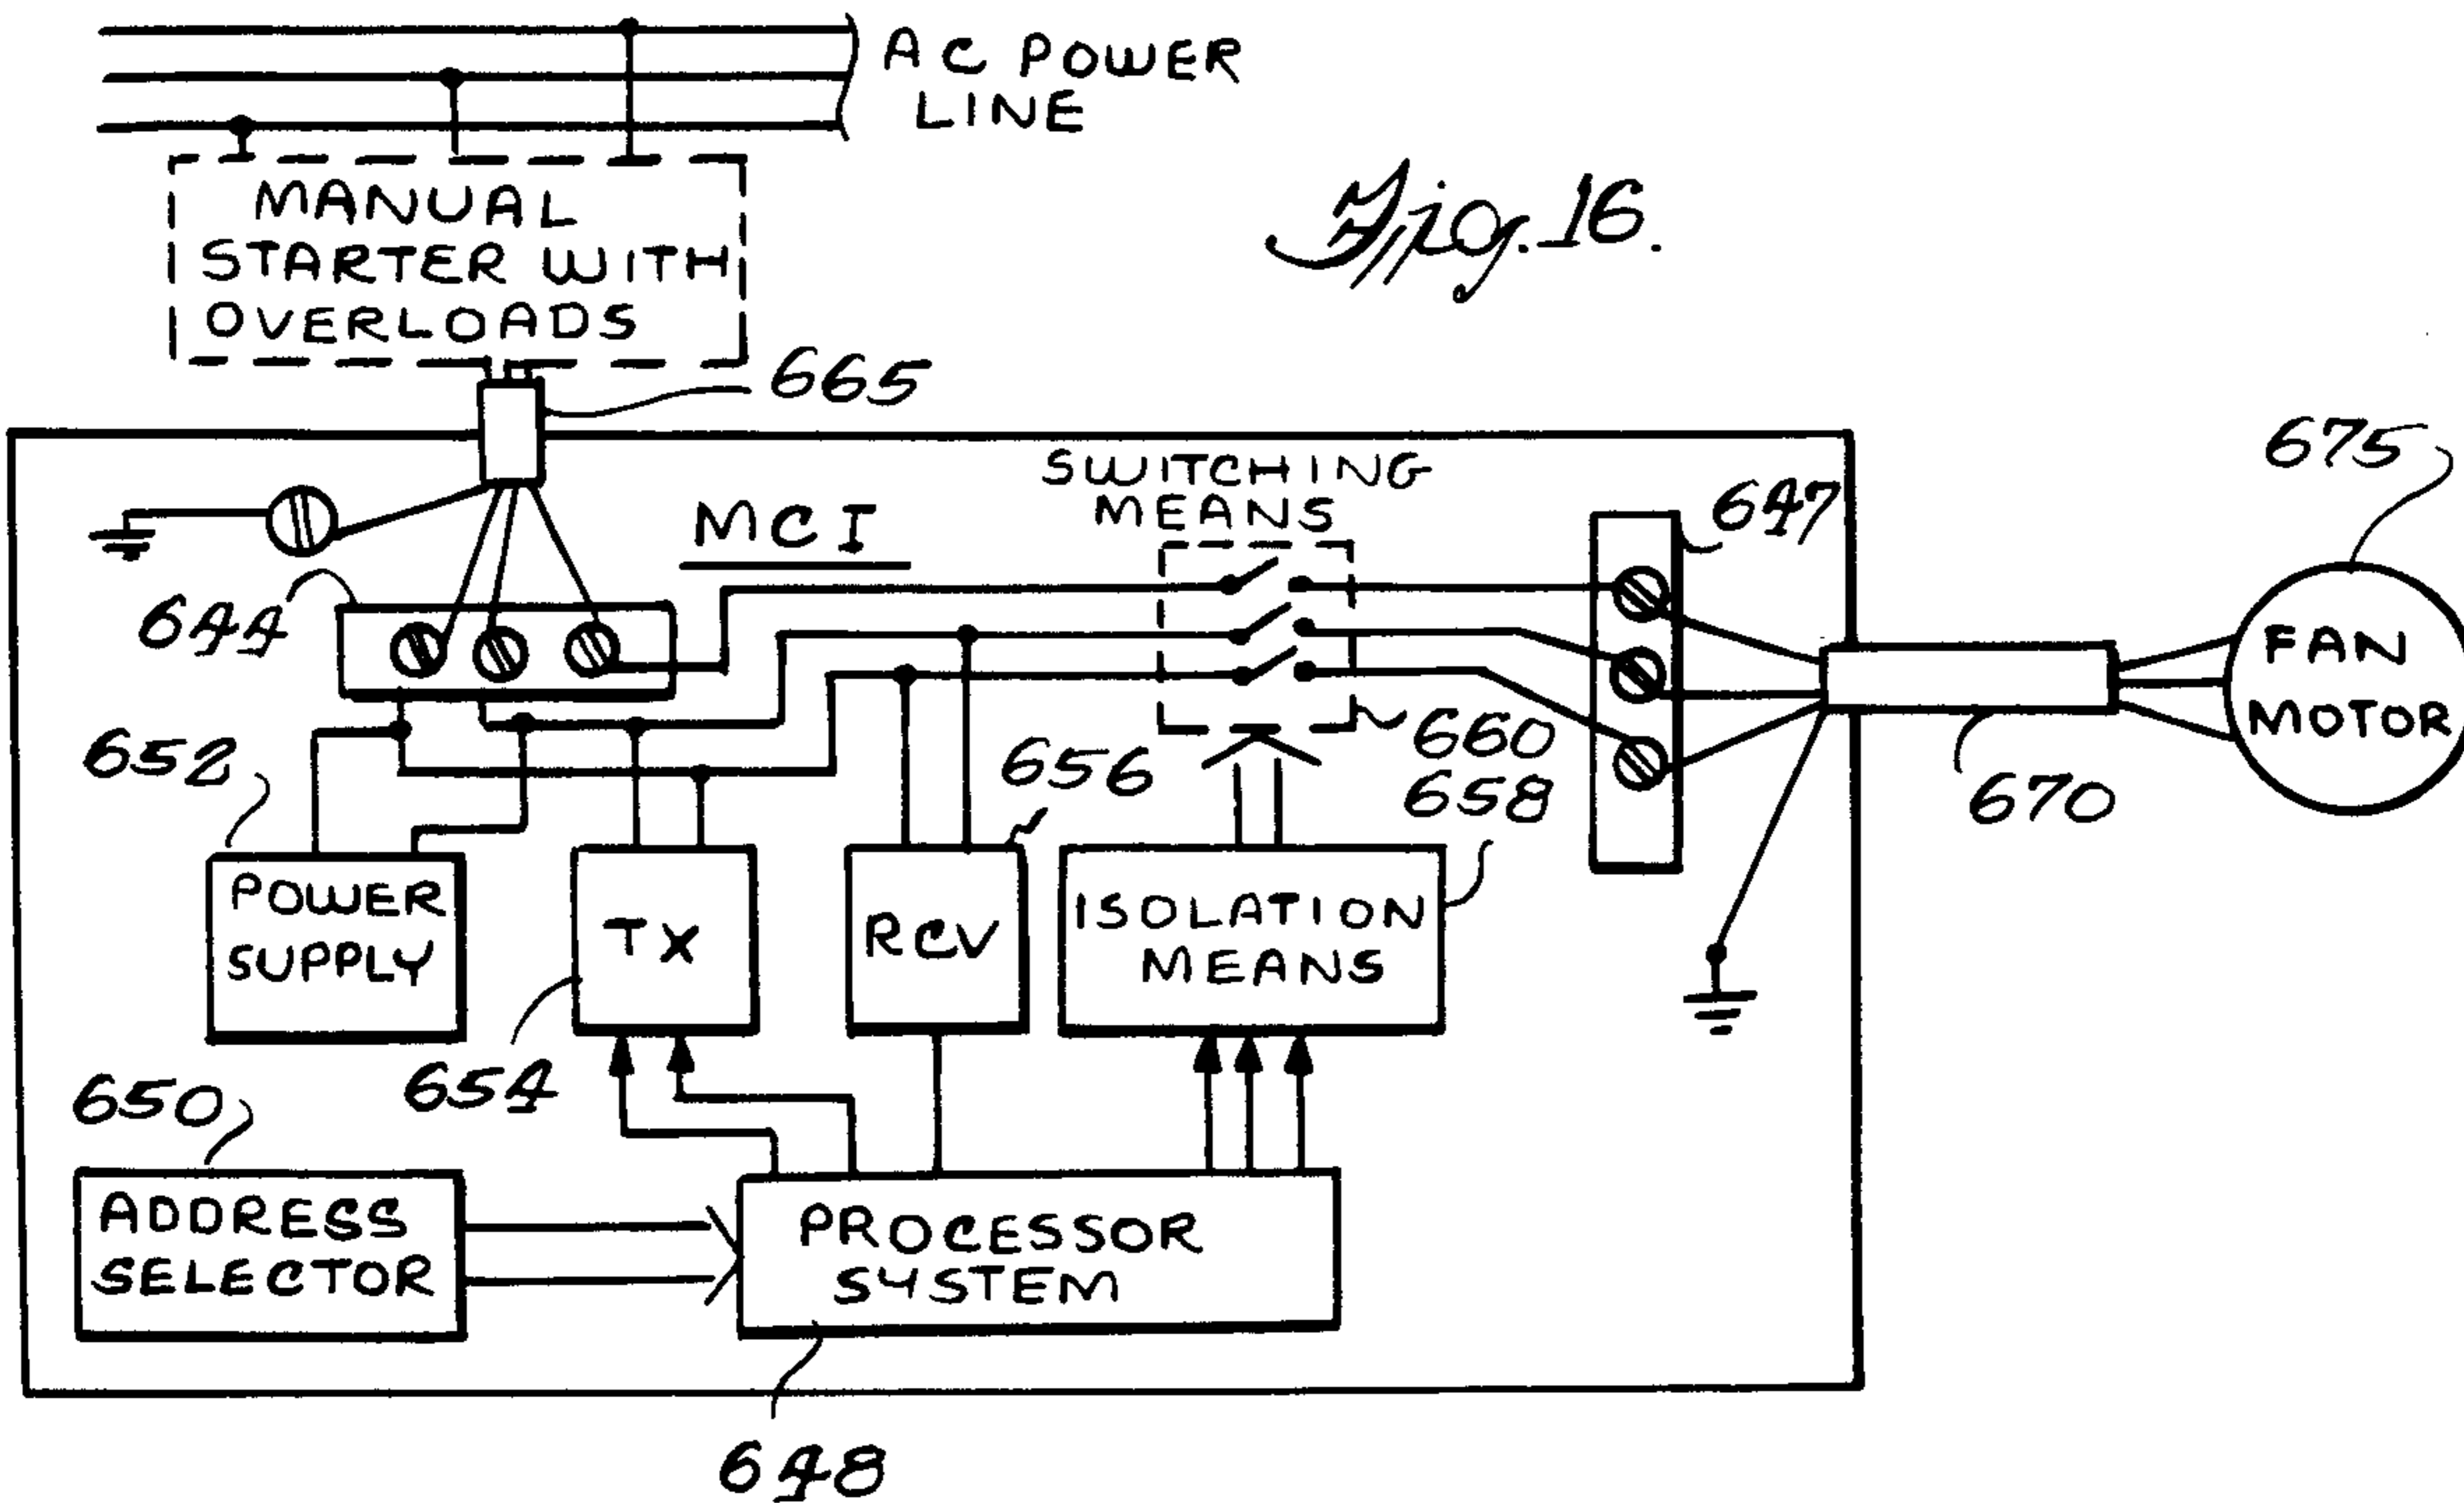 AC POWER
LINE
MANUAL
STARTER WITH
OVERLOADS
Fig. 16.
665
SWITCHING
MEANS
MCI
647
675
644
FAN
MOTOR
652
656
660
658
670
POWER
SUPPLY
TX
RCV
ISOLATION
MEANS
654
650
ADDRESS
SELECTOR
PROCESSOR
SYSTEM
648